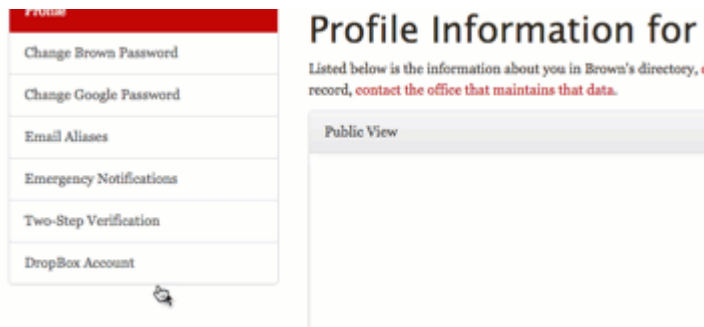 Profile
Change Brown Password
Change Google Password
Email Aliases
Emergency Notifications
Two-Step Verification
DropBox Account
Profile Information for
Listed below is the information about you in Brown's directory,
record, contact the office that maintains that data.
Public View